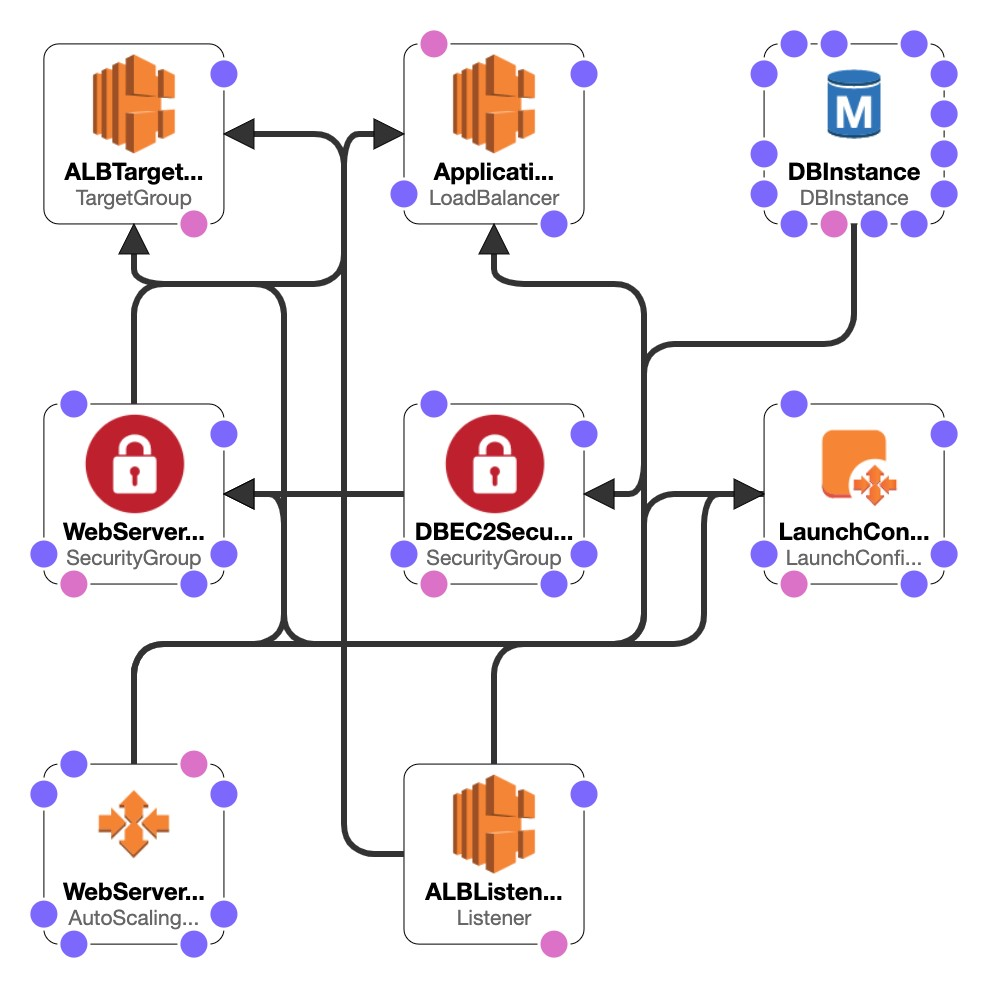 ALBTarget...
TargetGroup
Applicati...
LoadBalancer
M
DBInstance
DBInstance
WebServer...
SecurityGroup
DBEC2Secu...
SecurityGroup
LaunchCon...
LaunchConfi...
WebServer...
AutoScaling...
ALBListen...
Listener